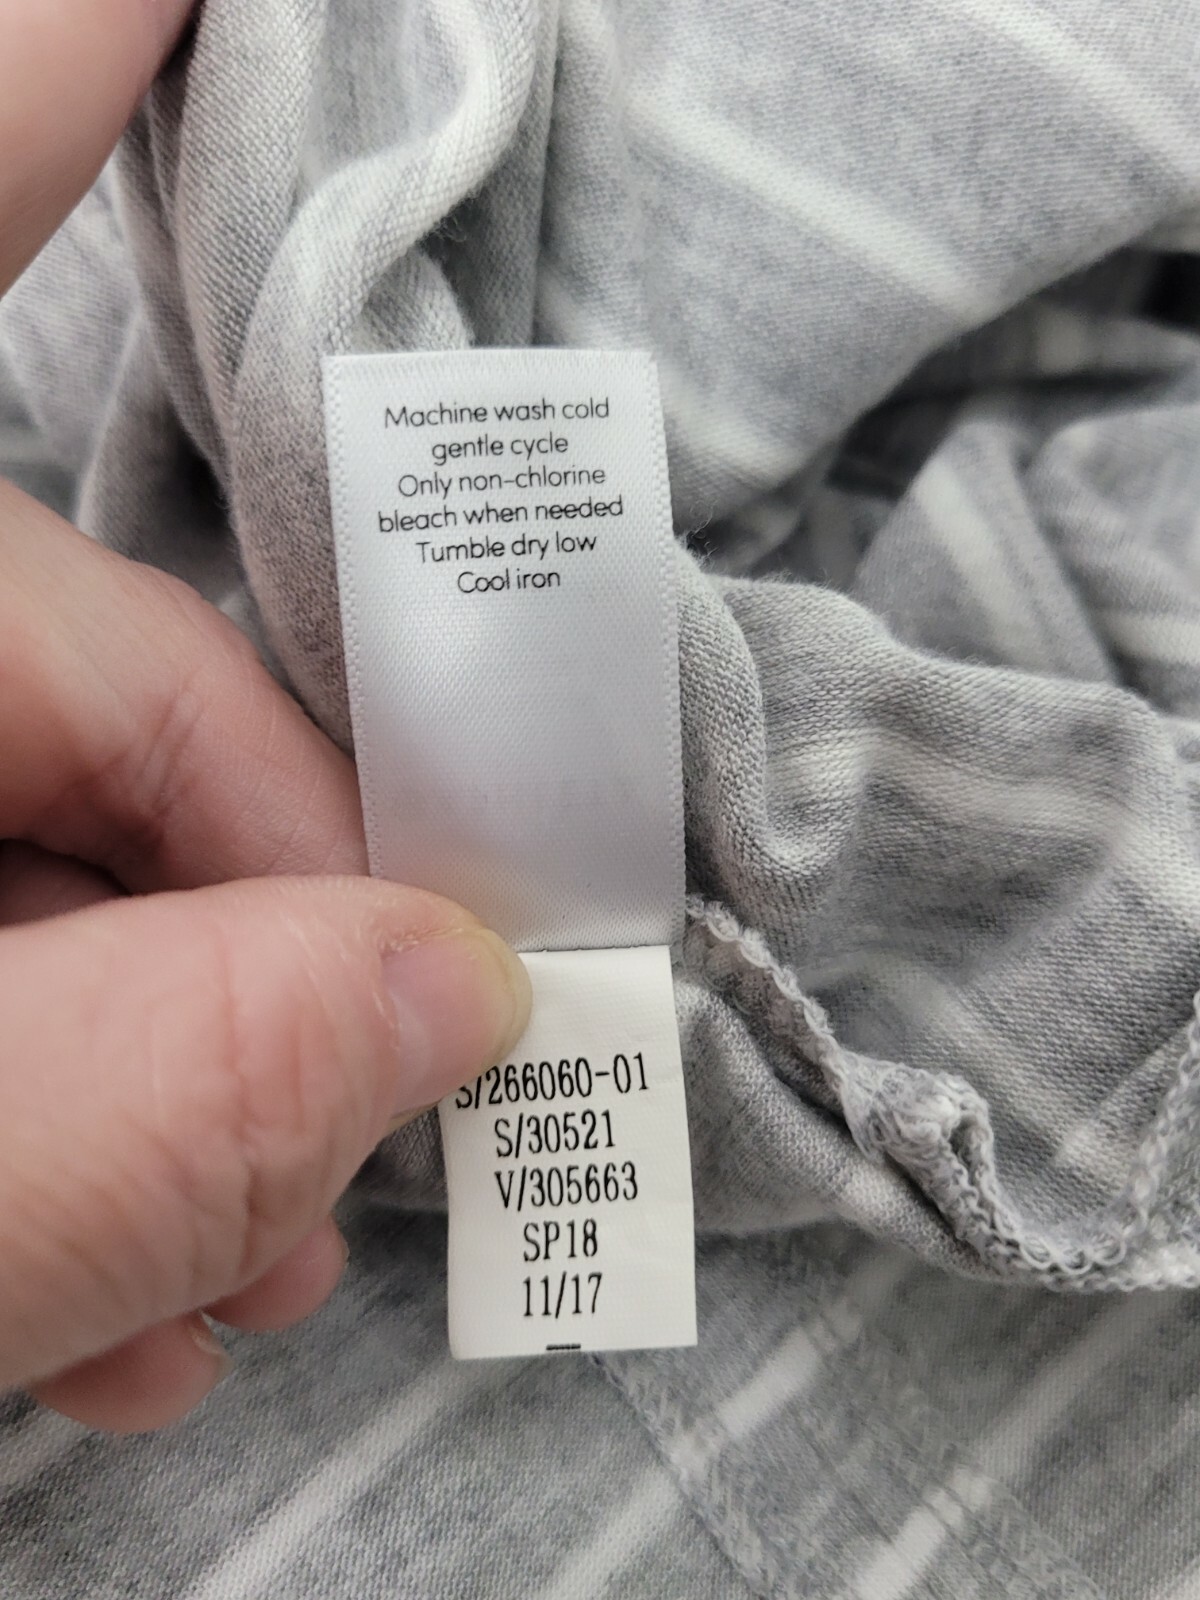 Machine wash cold
gentle cycle
Only non-chlorine
bleach when needed
Tumble dry low
Cool iron
S/266060-01
S/30521
V/305663
SP18
11/17